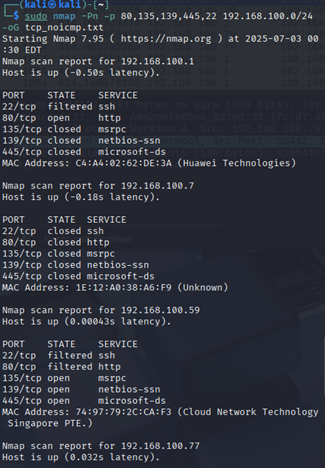 ┌──(kali㉿kali)-[~]
└─$ sudo nmap -Pn -p 80,135,139,445,22 192.168.100.0/24
-oG tcp_noicmp.txt
Starting Nmap 7.95 ( https://nmap.org ) at 2025-07-03 00
:30 EDT
Nmap scan report for 192.168.100.1
Host is up (-0.50s latency).

PORT    STATE    SERVICE
22/tcp  filtered ssh
80/tcp  open     http
135/tcp closed   msrpc
139/tcp closed   netbios-ssn
445/tcp closed   microsoft-ds
MAC Address: C4:A4:02:62:DE:3A (Huawei Technologies)

Nmap scan report for 192.168.100.7
Host is up (-0.18s latency).

PORT    STATE  SERVICE
22/tcp  closed ssh
80/tcp  closed http
135/tcp closed msrpc
139/tcp closed netbios-ssn
445/tcp closed microsoft-ds
MAC Address: 1E:12:A0:38:A6:F9 (Unknown)

Nmap scan report for 192.168.100.59
Host is up (0.00043s latency).

PORT    STATE    SERVICE
22/tcp  filtered ssh
80/tcp  filtered http
135/tcp open     msrpc
139/tcp open     netbios-ssn
445/tcp open     microsoft-ds
MAC Address: 74:97:79:2C:CA:F3 (Cloud Network Technology
 Singapore PTE.)

Nmap scan report for 192.168.100.77
Host is up (0.032s latency).